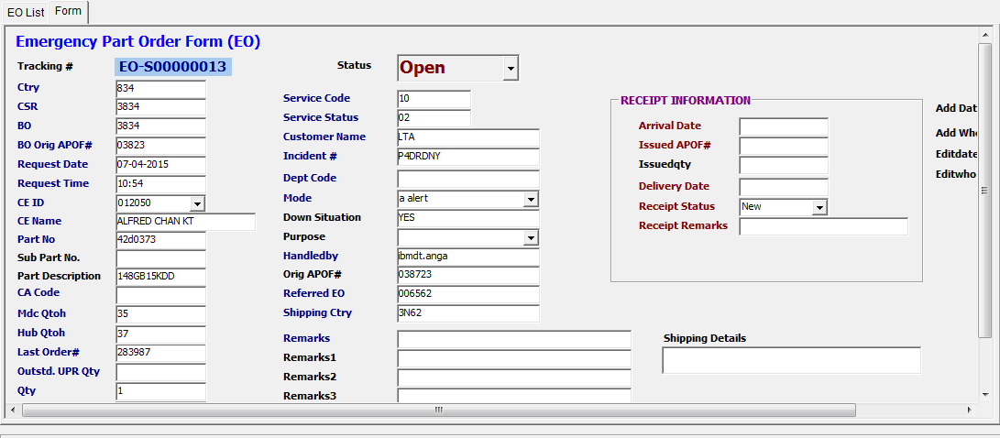 EO List Form
Emergency Part Order Form (EO)
Tracking # EO-S00000013
Ctry 834
CSR 3834
BO 3834
BO Orig APOF# 03823
Request Date 07-04-2015
Request Time 10:54
CE ID 012050
CE Name ALFRED CHAN KT
Part No 42d0373
Sub Part No.
Part Description 148GB15KDD
CA Code
Mdc Qtoh 35
Hub Qtoh 37
Last Order# 283987
Outstd. UPR Qty
Qty 1
Status Open
Service Code 10
Service Status 02
Customer Name LTA
Incident # P4DRDNY
Dept Code
Mode a alert
Down Situation YES
Purpose
Handledby ibmdt.anga
Orig APOF# 038723
Referred EO 006562
Shipping Ctry 3N62
Remarks
Remarks1
Remarks2
Remarks3
RECEIPT INFORMATION
Arrival Date
Issued APOF#
Issuedqty
Delivery Date
Receipt Status New
Receipt Remarks
Shipping Details
Add Dat
Add Who
Editdate
Editwho